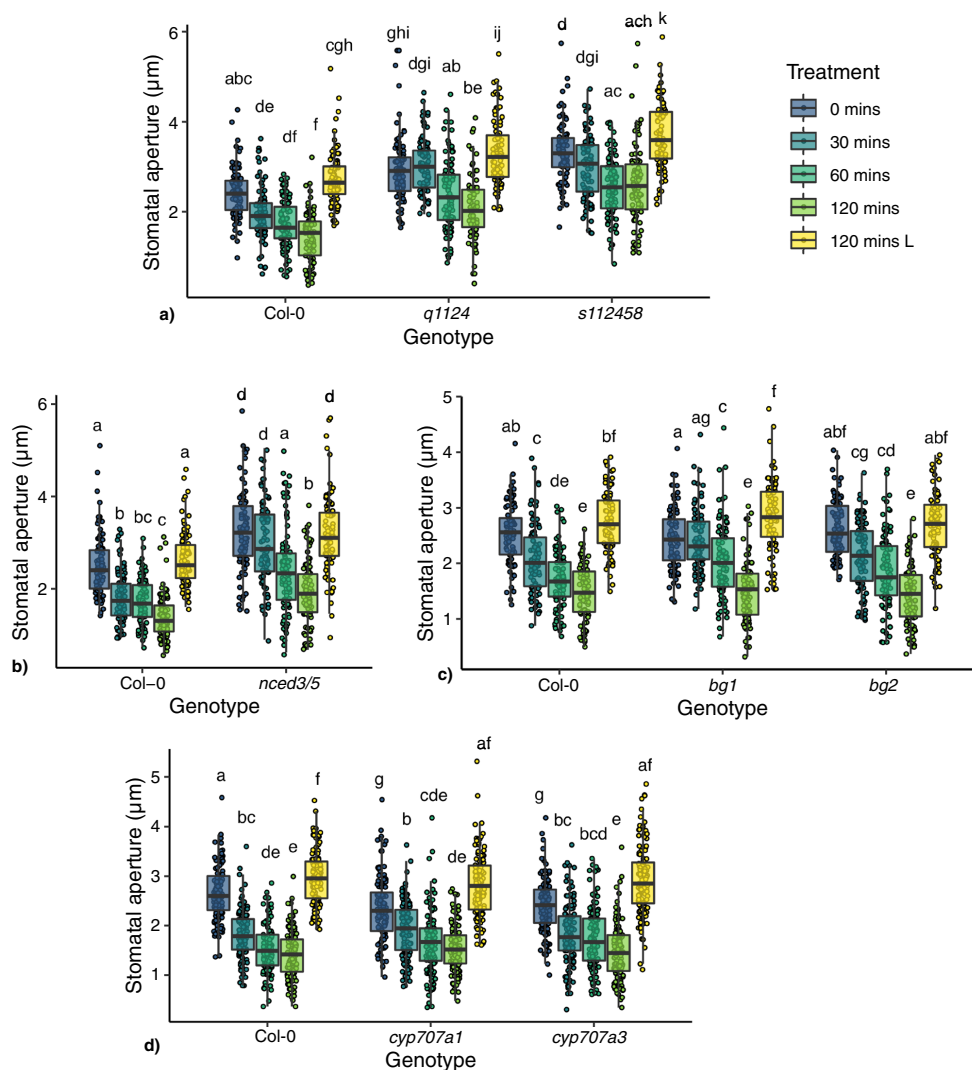 6
4
2
Stomatal aperture (µm)
abc
de
df
f
cgh
ghi
dgi
ab
be
ij
d
dgi
ac
ach
k
Col-0
q1124
s112458
Genotype
a)
Treatment
0 mins
30 mins
60 mins
120 mins
120 mins L
6
4
2
Stomatal aperture (µm)
a
b
bc
c
a
d
d
a
b
d
Col–0
nced3/5
Genotype
b)
5
4
3
2
1
Stomatal aperture (µm)
ab
c
de
e
bf
a
ag
c
e
f
abf
cg
cd
e
abf
Col-0
bg1
bg2
Genotype
c)
5
4
3
2
1
Stomatal aperture (µm)
a
bc
de
e
f
g
b
cde
de
af
g
bc
bcd
e
af
Col-0
cyp707a1
cyp707a3
Genotype
d)